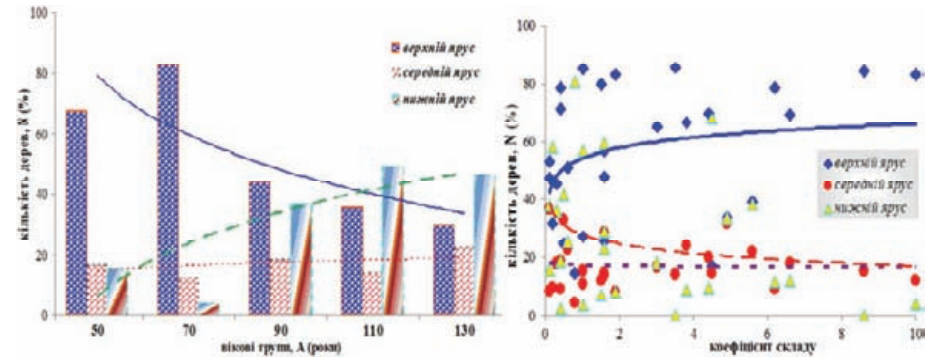 100
80
60
40
20
0
кількість дерев, N (%)
верхній ярус
середній ярус
нижній ярус
50 70 90 110 130
вікові групи, А (роки)
100
80
60
40
20
0
кількість дерев, N (%)
верхній ярус
середній ярус
нижній ярус
0 2 4 6 8 10
коефіцієнт складу